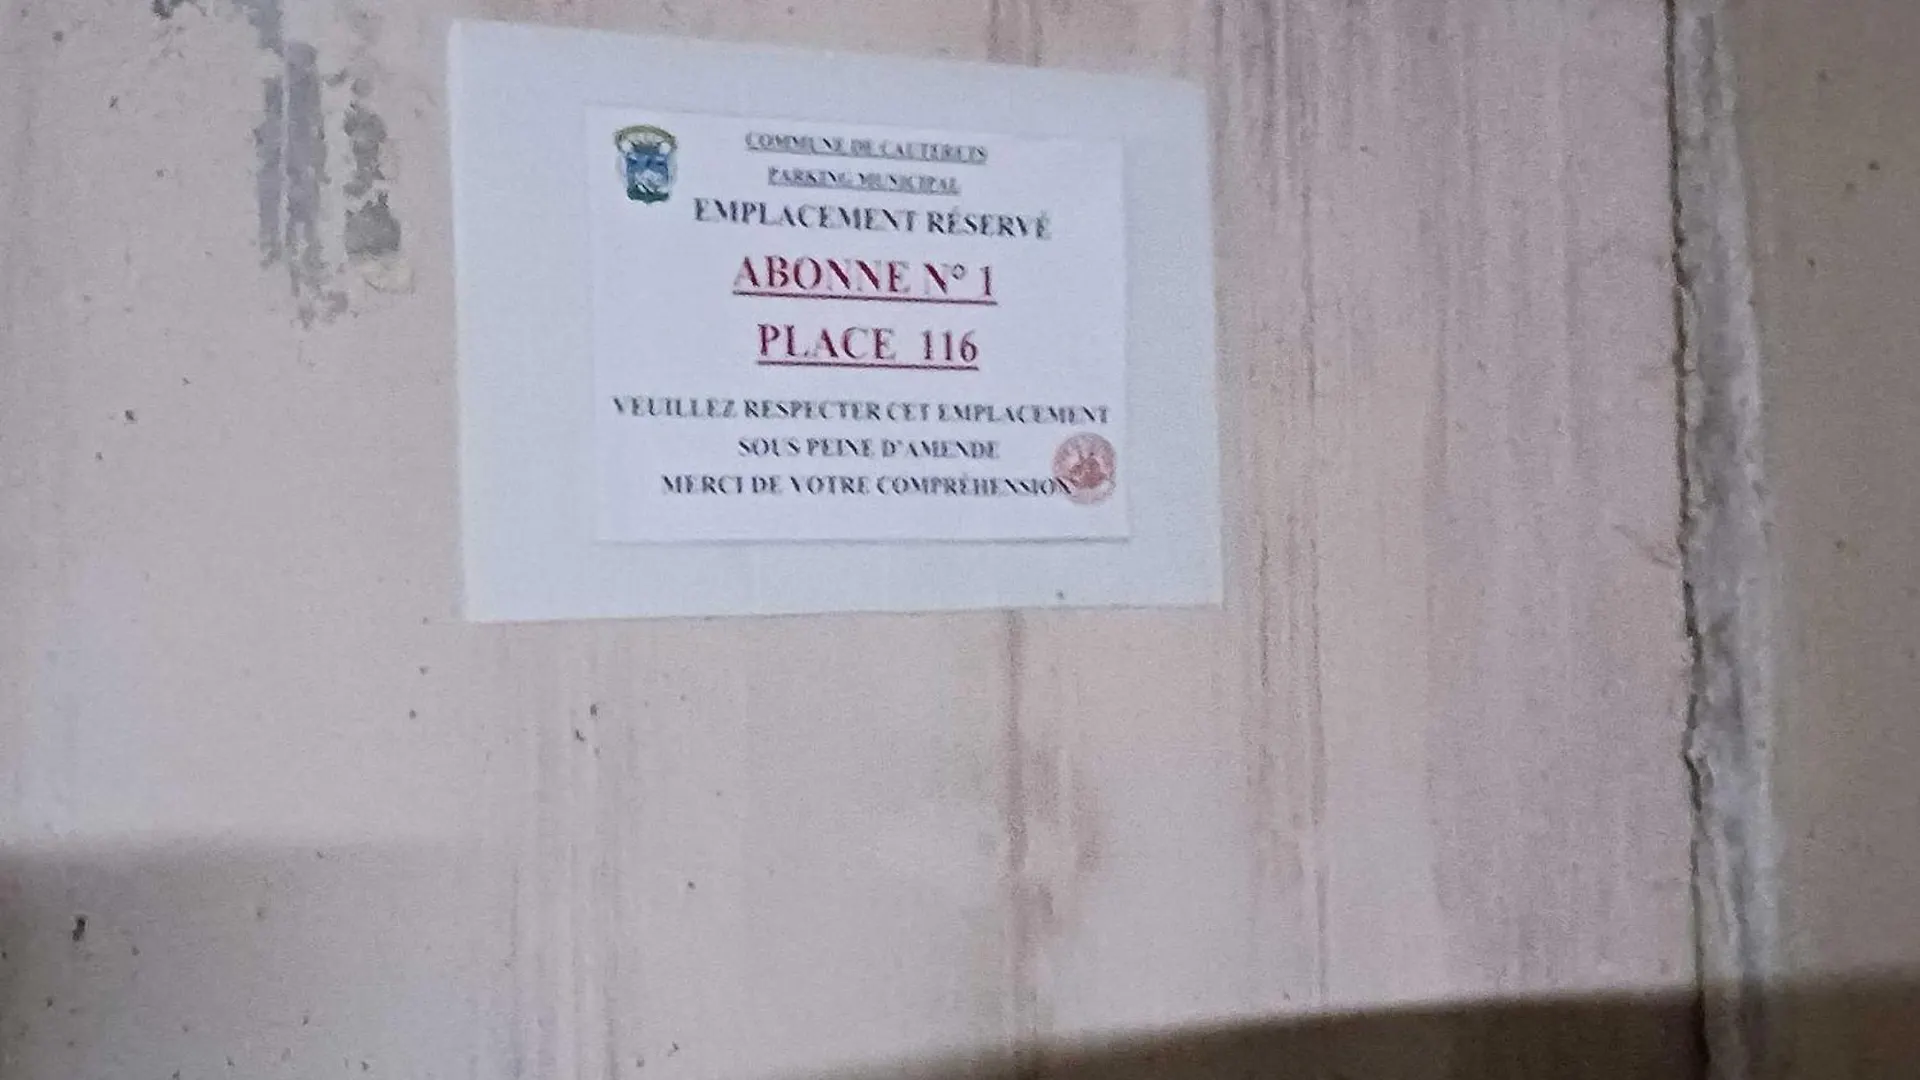 COMMUNE DE CAUTERETS
PARKING MUNICIPAL
EMPLACEMENT RÉSERVÉ
ABONNE N° 1
PLACE 116
VEUILLEZ RESPECTER CET EMPLACEMENT
SOUS PEINE D'AMENDE
MERCI DE VOTRE COMPRÉHENSION